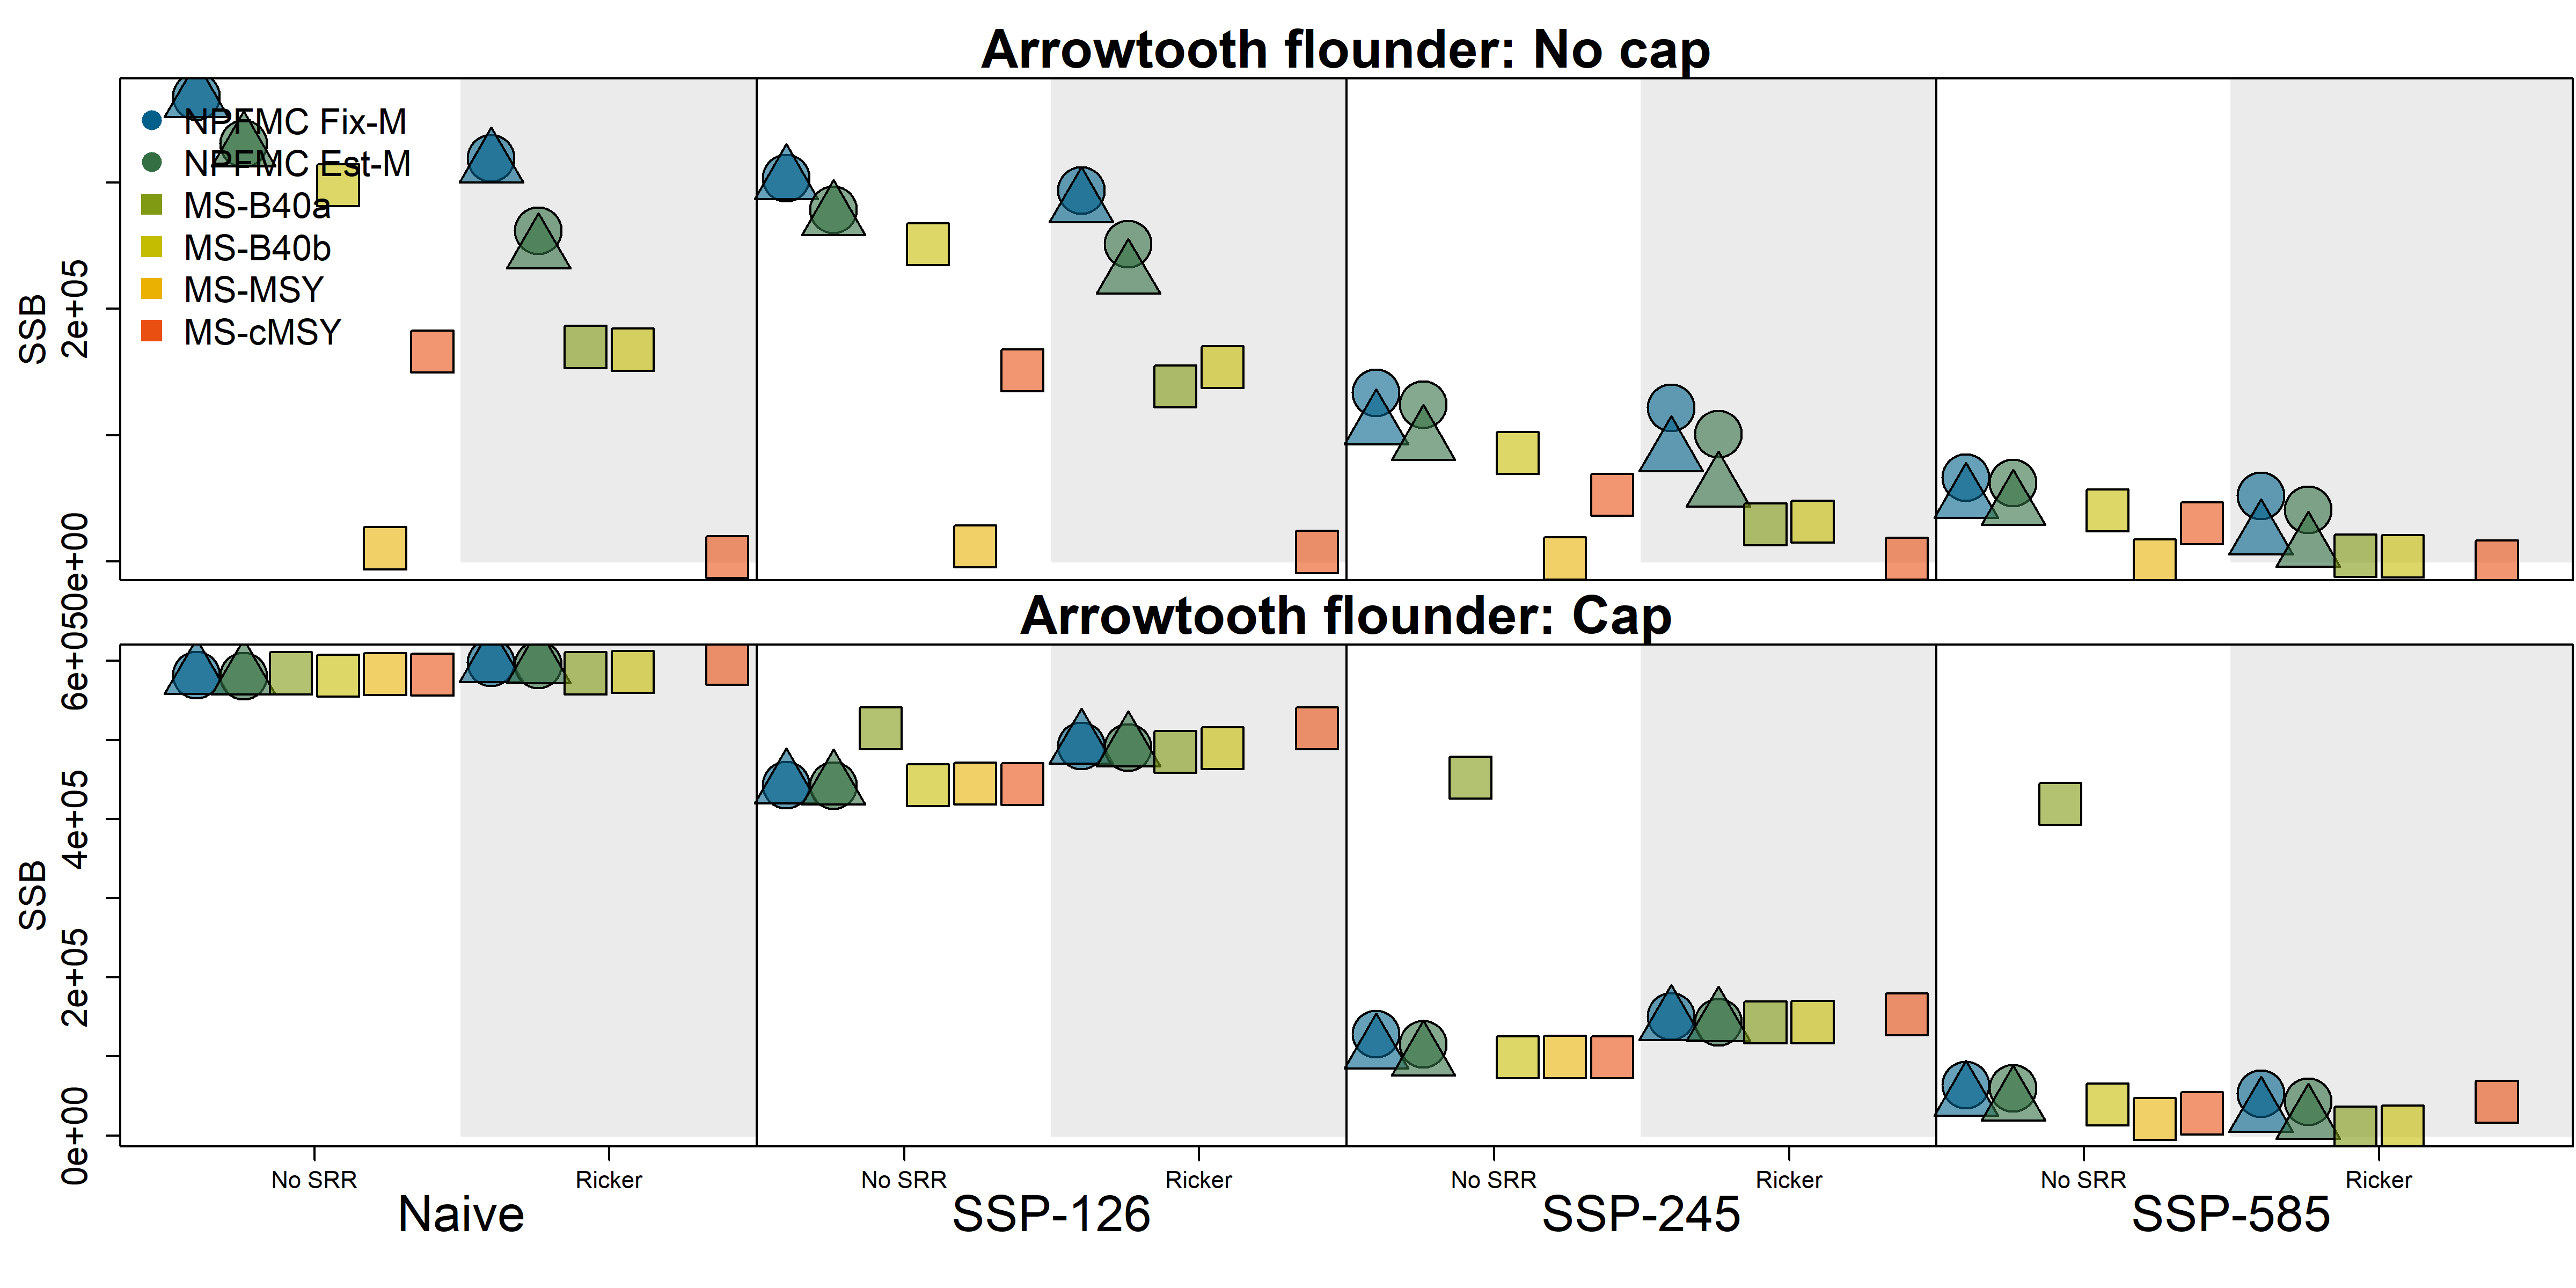 Arrowtooth flounder: No cap
NPFMC Fix-M
NPFMC Est-M
MS-B40a
MS-B40b
MS-MSY
MS-cMSY
SSB
2e+05
0e+00
Arrowtooth flounder: Cap
SSB
6e+05
4e+05
2e+05
0e+00
No SRR Ricker No SRR Ricker No SRR Ricker No SRR Ricker
Naive SSP-126 SSP-245 SSP-585